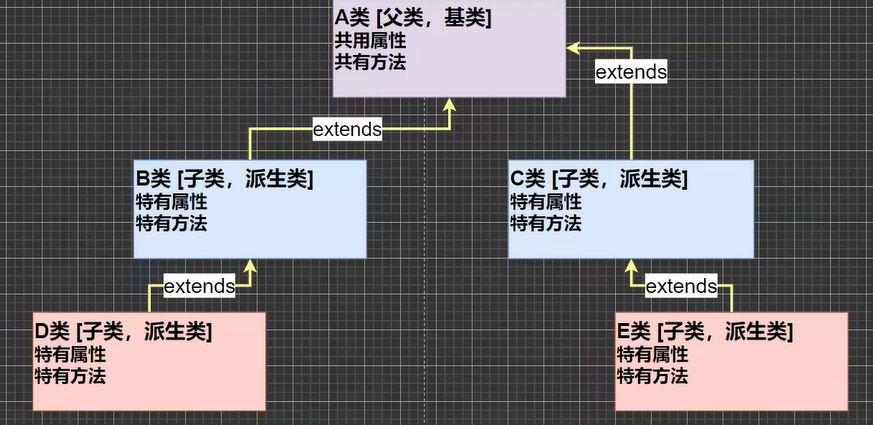 A类 [父类，基类]
共用属性
共有方法
extends
extends
B类 [子类，派生类]
特有属性
特有方法
C类 [子类，派生类]
特有属性
特有方法
extends
extends
D类 [子类，派生类]
特有属性
特有方法
E类 [子类，派生类]
特有属性
特有方法